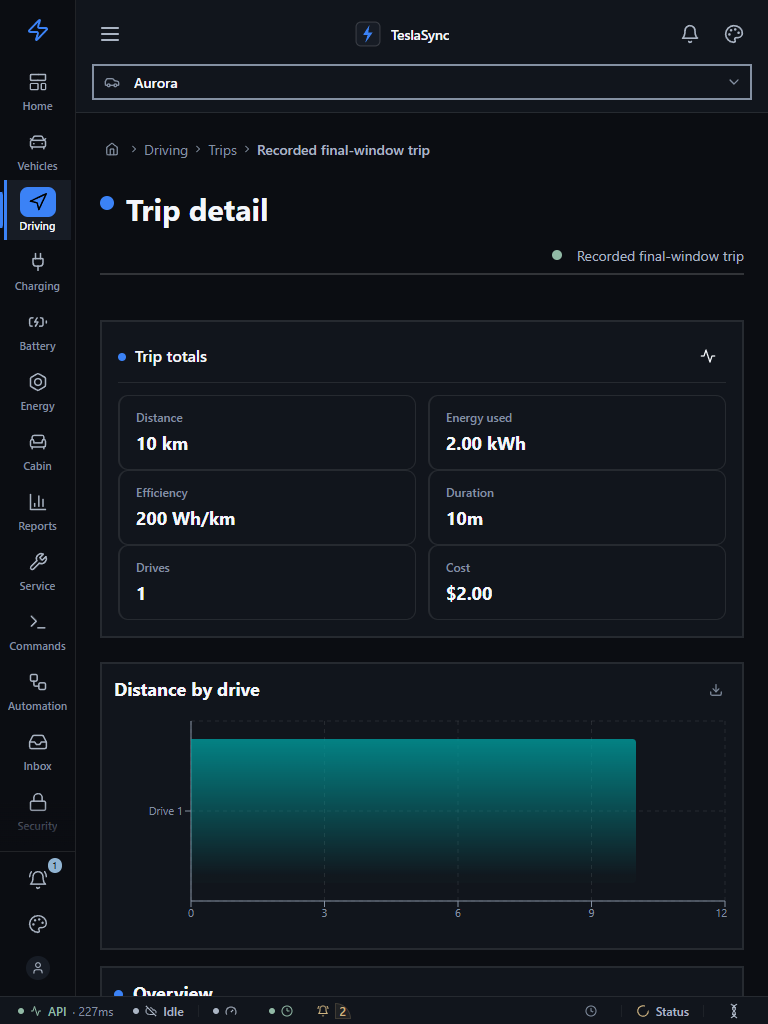 TeslaSync
Aurora
Home
Vehicles
Driving
Charging
Battery
Energy
Cabin
Reports
Service
Commands
Automation
Inbox
Security
1
Driving
Trips
Recorded final-window trip
Trip detail
Recorded final-window trip
Trip totals
Distance
10 km
Energy used
2.00 kWh
Efficiency
200 Wh/km
Duration
10m
Drives
1
Cost
$2.00
Distance by drive
Drive 1
0 3 6 9 12
Overview
API · 227ms Idle 2 Status